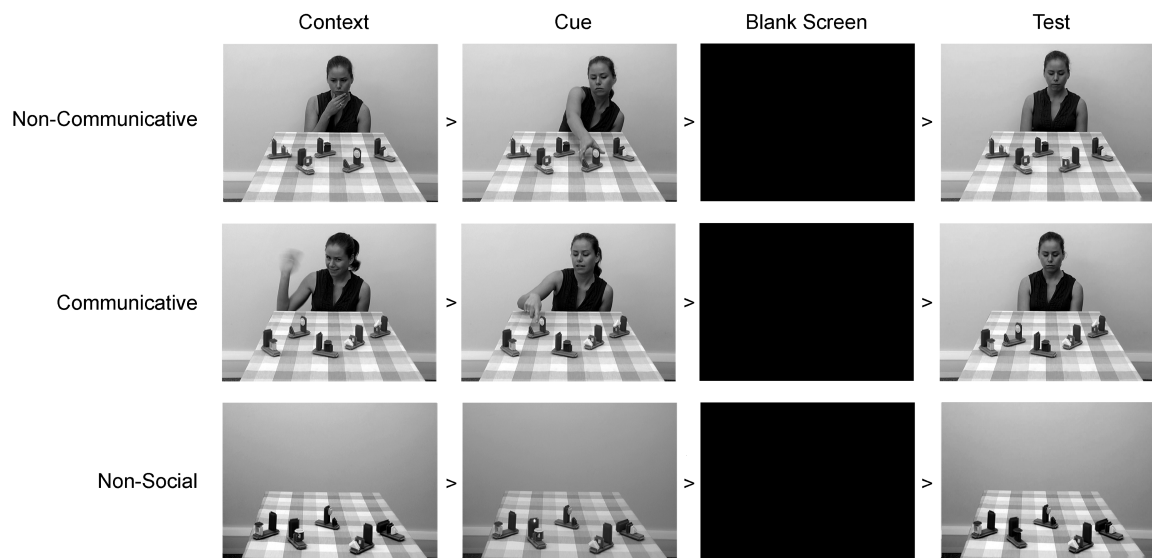 Context Cue Blank Screen Test
Non-Communicative > > >
Communicative > > >
Non-Social > > >